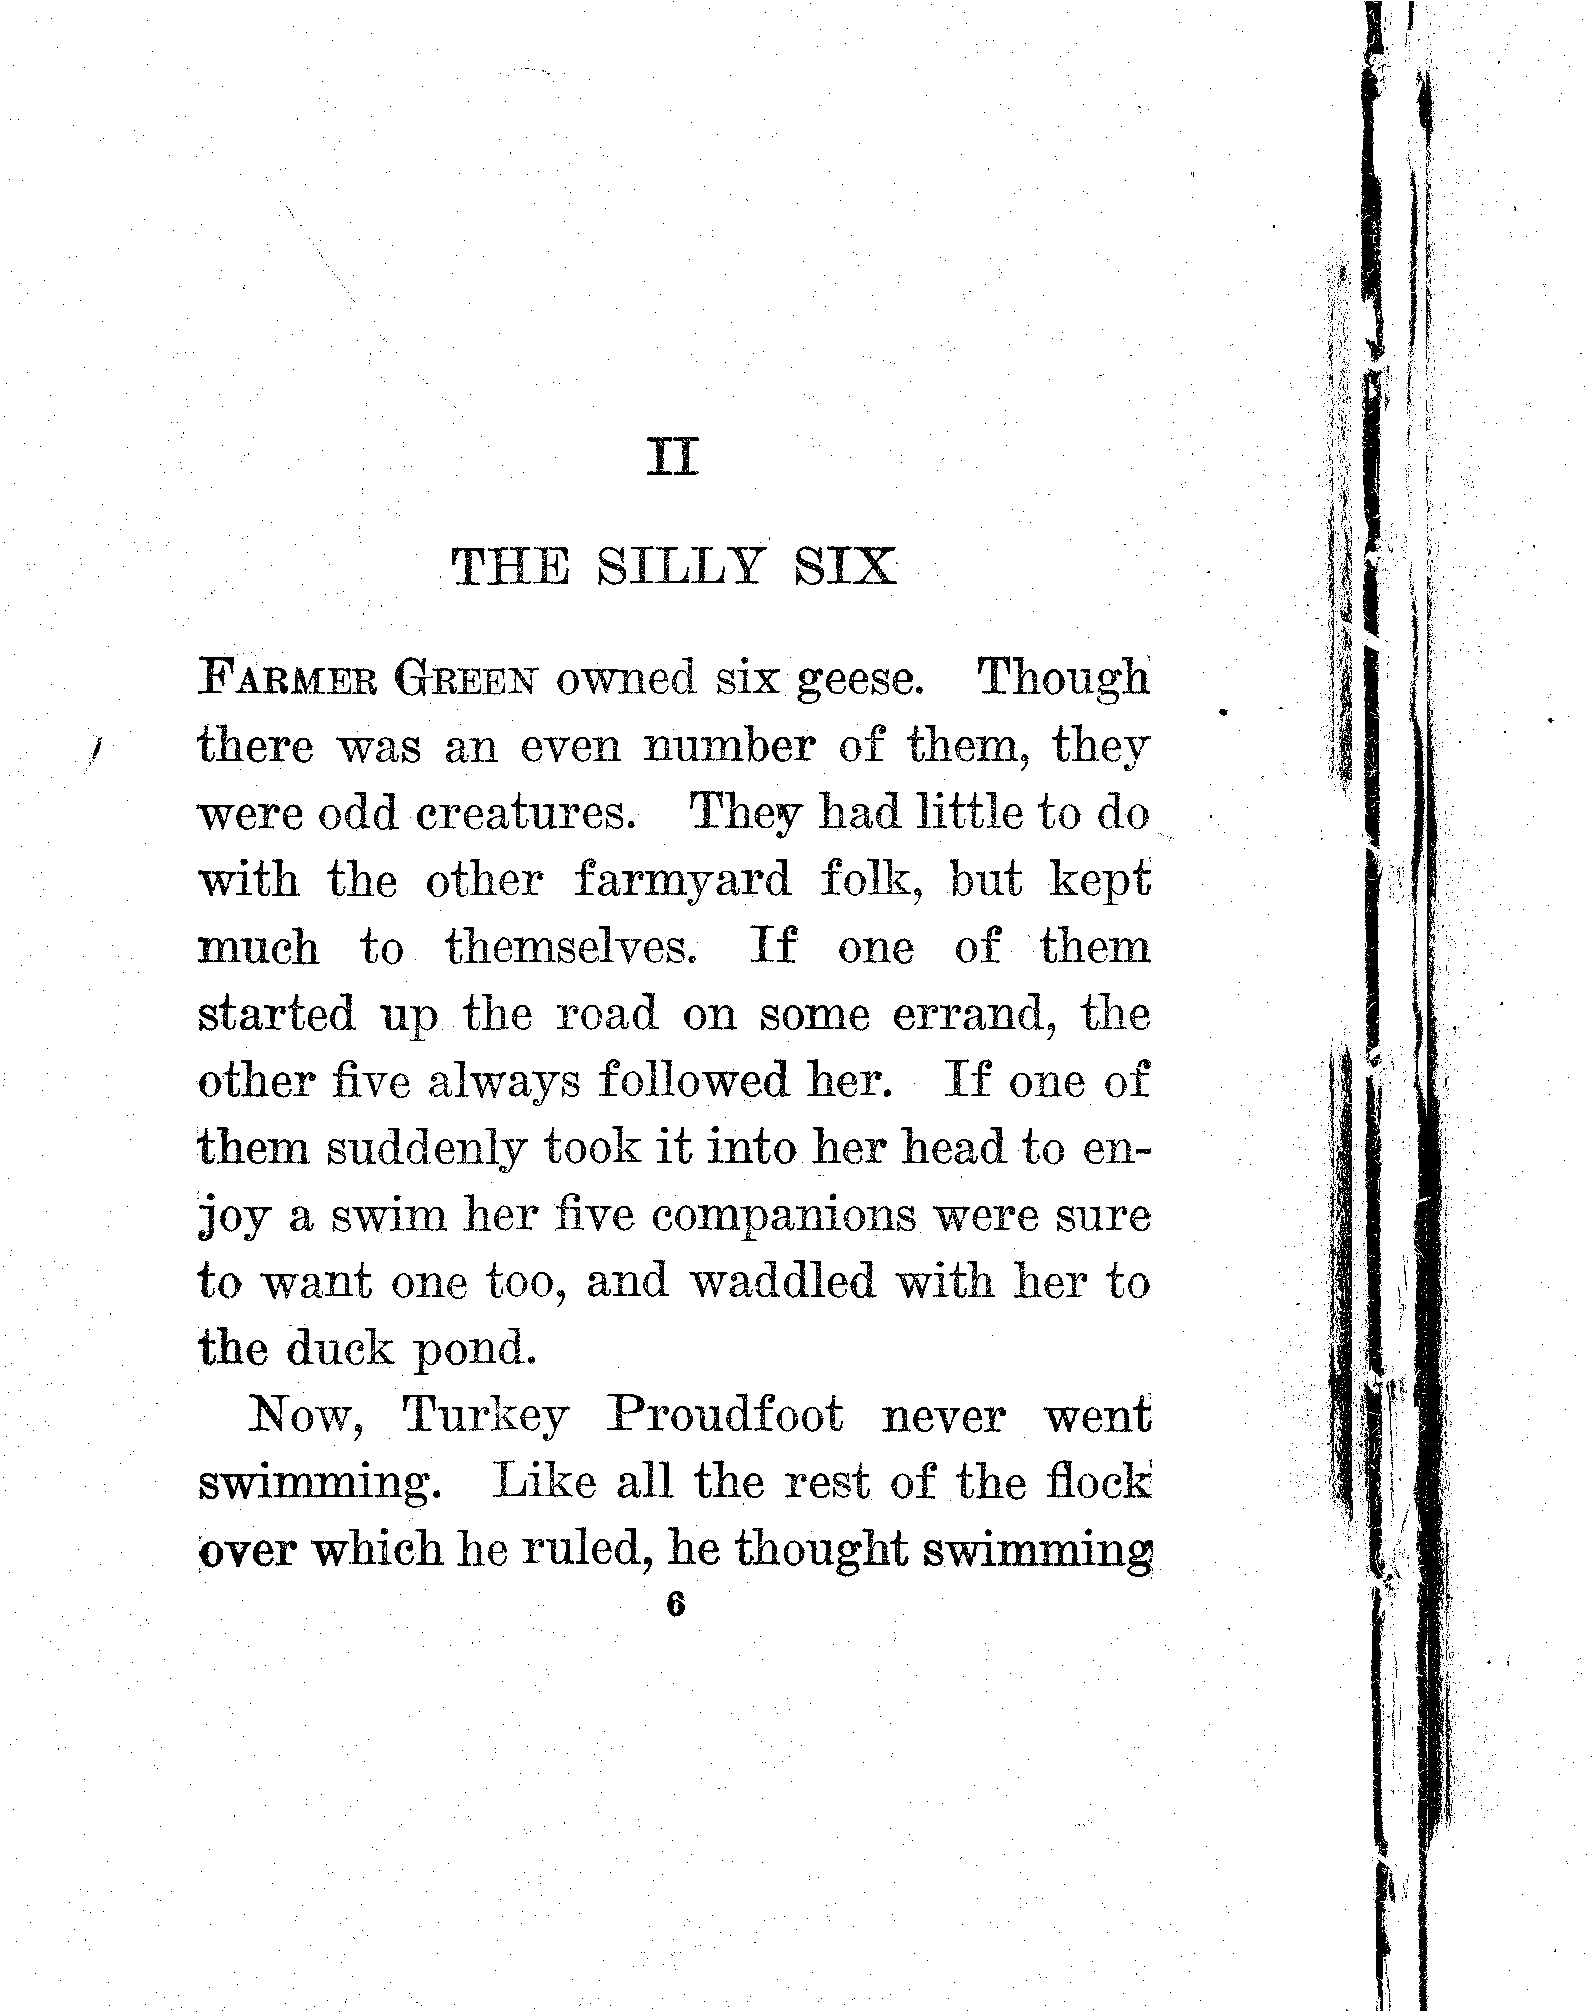 II
THE SILLY SIX
FARMER GREEN owned six geese. Though
there was an even number of them, they
were odd creatures. They had little to do
with the other farmyard folk, but kept
much to themselves. If one of them
started up the road on some errand, the
other five always followed her. If one of
them suddenly took it into her head to en-
joy a swim her five companions were sure
to want one too, and waddled with her to
the duck pond.
Now, Turkey Proudfoot never went
swimming. Like all the rest of the flock
over which he ruled, he thought swimming
6